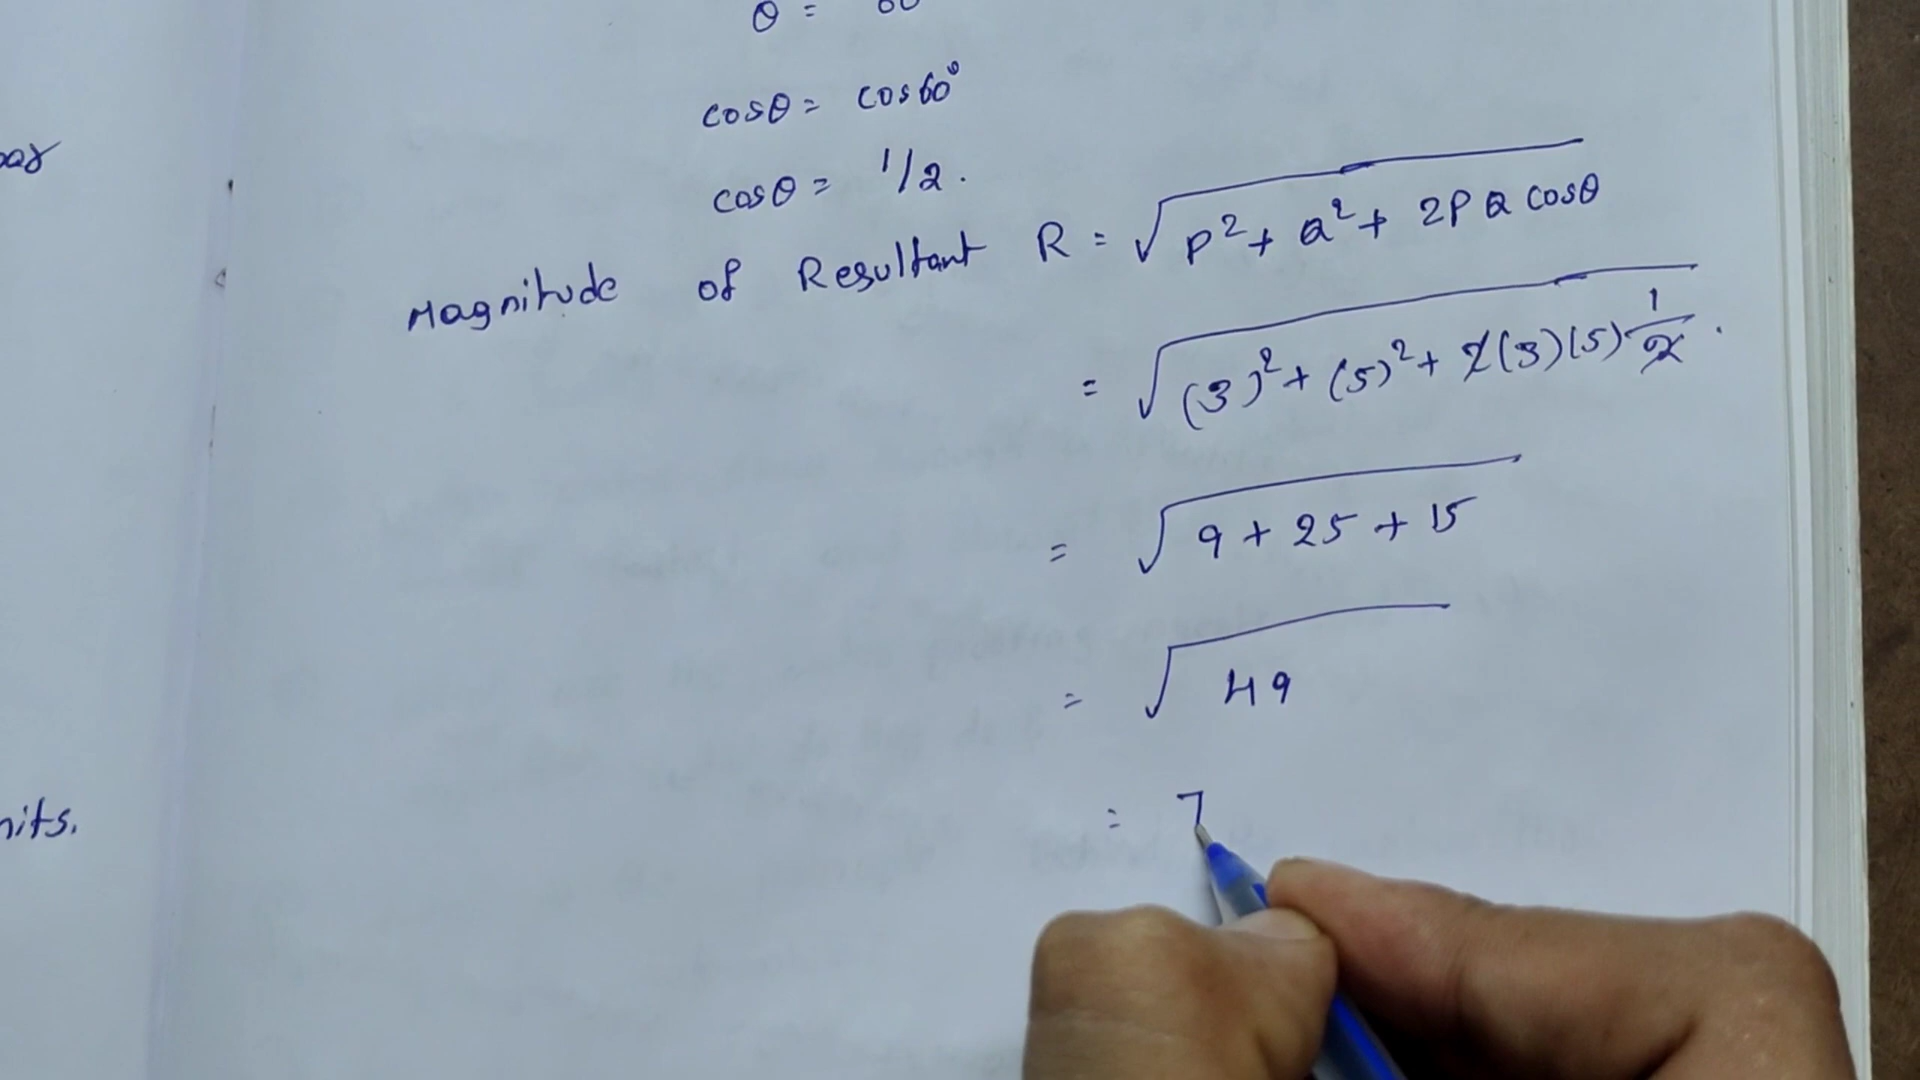 θ = 60
cosθ = cos60°
cosθ = 1/2.
Magnitude of Resultant R = √(P² + Q² + 2PQ cosθ)
= √((3)² + (5)² + 2(3)(5) 1/2).
= √(9 + 25 + 15)
= √49
= 7
nits.